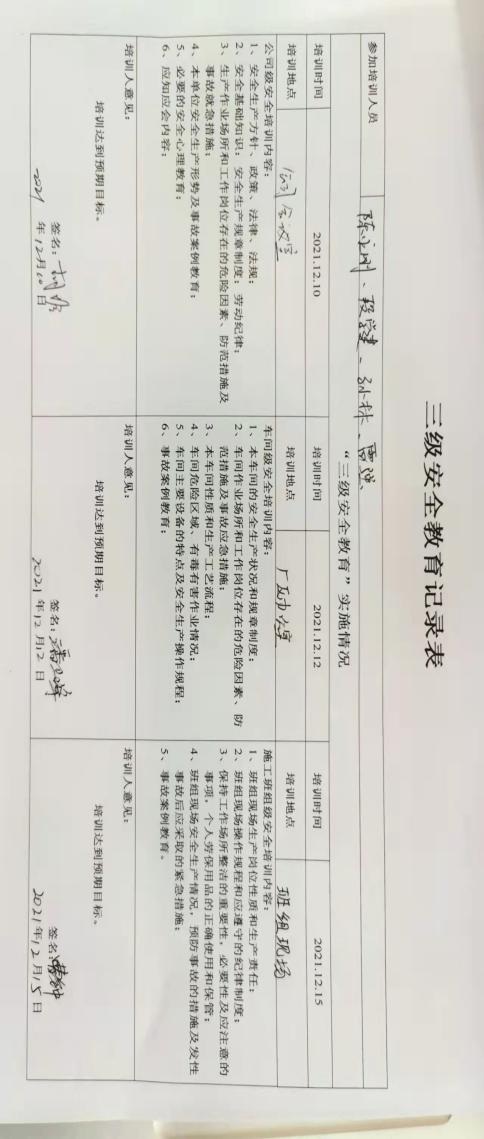 三级安全教育记录表
参加培训人员
孙林、雷
“三级安全教育”实施情况
培训时间 2021.12.10
培训地点 公司会议室
公司级安全培训内容：
1、安全生产方针、政策、法律、法规；
2、安全基础知识；安全生产规章制度；劳动纪律；
3、生产作业场所和工作岗位存在的危险因素、防范措施及
事故就急措施；
4、本单位安全生产形势及事故案例教育；
5、必要的安全心理教育；
6、应知应会内容；
培训人意见：
培训达到预期目标。
签名：
2021年12月10日
培训时间 2021.12.12
培训地点 厂及办公室
车间级安全培训内容：
1、本车间的安全生产状况和规章制度；
2、车间作业场所和工作岗位存在的危险因素、防
范措施及事故应急措施；
3、本车间性质和生产工艺流程；
4、车间危险区域、有毒有害作业情况；
5、车间主要设备的特点及安全生产操作规程；
6、事故案例教育；
培训人意见：
培训达到预期目标。
签名：
2021年12月12日
培训时间 2021.12.15
培训地点 班组现场
施工班组级安全培训内容：
1、班组现场生产岗位性质和生产责任；
2、班组现场操作规程和应遵守的纪律制度；
3、保持工作场所整洁的重要性，必要性及应注意的
事项，个人劳保用品的正确使用和保管；
4、班组现场安全生产情况，预防事故的措施及发性
事故后应采取的紧急措施；
5、事故案例教育。
培训人意见：
培训达到预期目标。
签名：
2021年12月15日